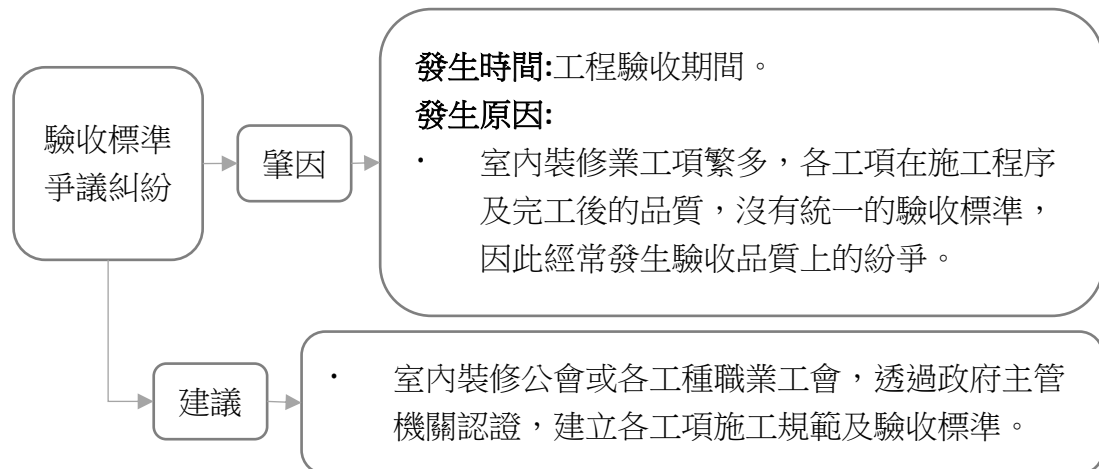 驗收標準
爭議糾紛
肇因
發生時間:工程驗收期間。
發生原因:
· 室內裝修業工項繁多，各工項在施工程序
及完工後的品質，沒有統一的驗收標準，
因此經常發生驗收品質上的紛爭。
建議
· 室內裝修公會或各工種職業工會，透過政府主管
機關認證，建立各工項施工規範及驗收標準。